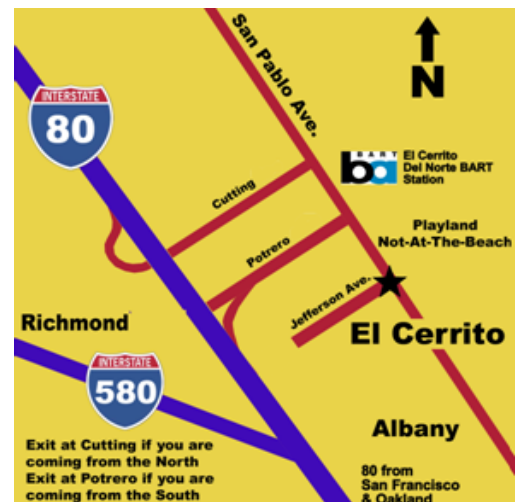 San Pablo Ave.
N
INTERSTATE
80
BART
ba
El Cerrito
Del Norte BART
Station
Cutting
Playland
Not-At-The-Beach
Potrero
Jefferson Ave.
Richmond
El Cerrito
INTERSTATE
580
Albany
Exit at Cutting if you are
coming from the North
Exit at Potrero if you are
coming from the South
80 from
San Francisco
& Oakland